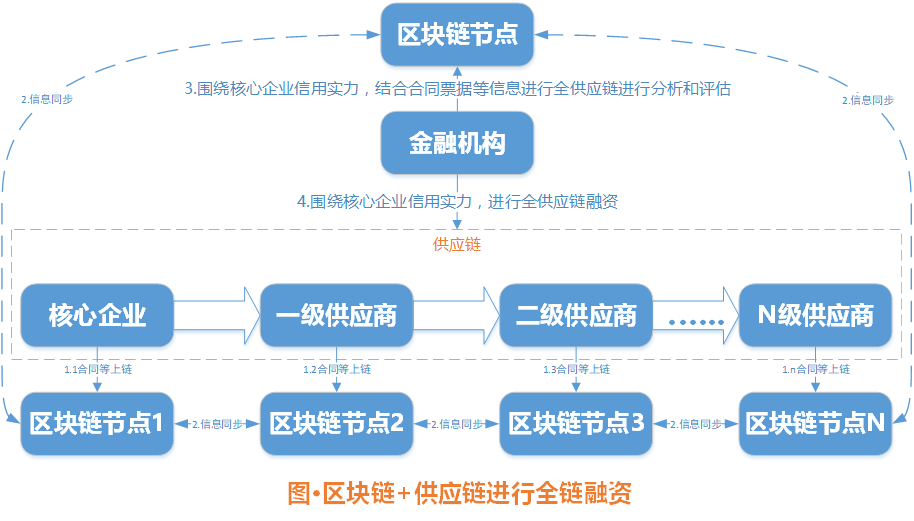 区块链节点
2.信息同步
3.围绕核心企业信用实力，结合合同票据等信息进行全供应链进行分析和评估
2.信息同步
金融机构
4.围绕核心企业信用实力，进行全供应链融资
供应链
核心企业
一级供应商
二级供应商
······
N级供应商
1.1合同等上链
1.2合同等上链
1.3合同等上链
1.n合同等上链
区块链节点1
2.信息同步
区块链节点2
2.信息同步
区块链节点3
2.信息同步
区块链节点N
图•区块链+供应链进行全链融资